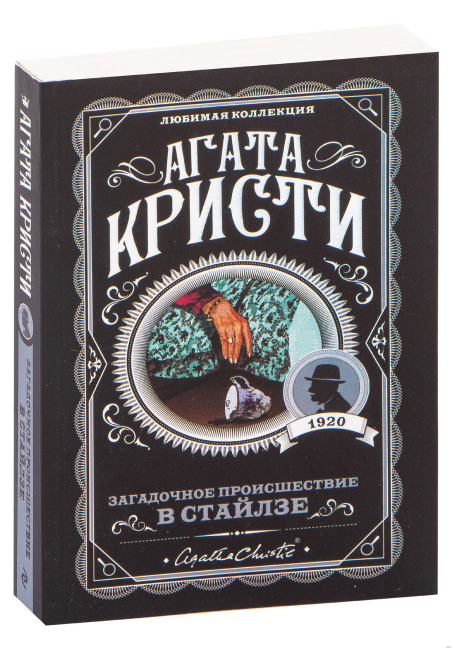 ЛЮБИМАЯ КОЛЛЕКЦИЯ
АГАТА
КРИСТИ
1920
ЗАГАДОЧНОЕ ПРОИСШЕСТВИЕ
В СТАЙЛЗЕ
Agatha Christie®
АГАТА КРИСТИ
ЗАГАДОЧНОЕ ПРОИСШЕСТВИЕ
В СТАЙЛЗЕ